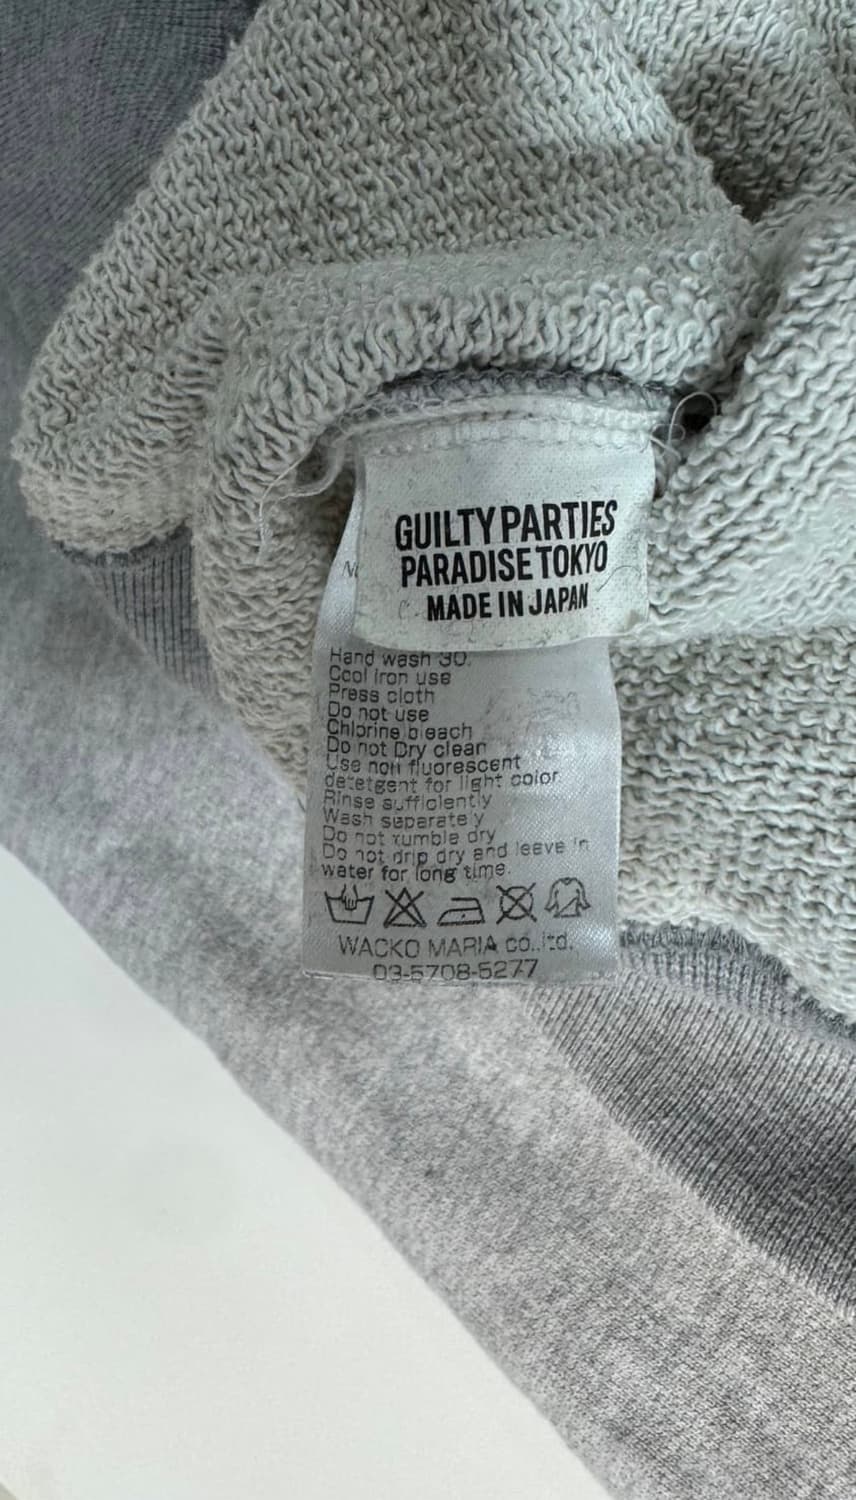 GUILTY PARTIES
PARADISE TOKYO
MADE IN JAPAN
Hand wash 30.
Cool iron use
Press cloth
Do not use
Chlorine bleach
Do not Dry clean
Use non fluorescent
detetgent for light color
Rinse sufficiently
Wash separately
Do not tumble dry
Do not drip dry and leave in
water for long time.
WACKO MARIA co.,ltd.
03-5708-5277